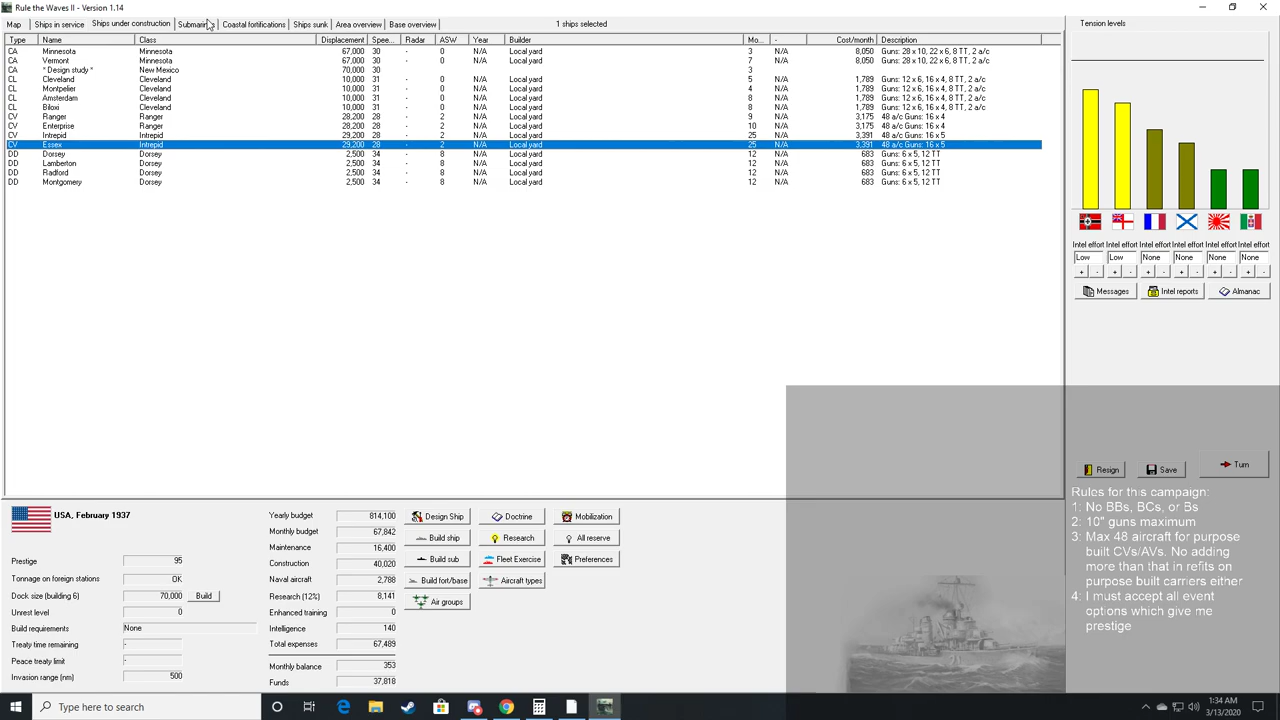 Rule the Waves II - Version 1.14
Map Ships in service Ships under construction Submarines Coastal fortifications Ships sunk Area overview Base overview 1 ships selected
Type Name Class Displacement Spee... Radar ASW Year Builder Mo... - Cost/month Description
CA Minnesota Minnesota 67,000 30 - 0 N/A Local yard 3 N/A 8,050 Guns: 28 x 10, 22 x 6, 8 TT, 2 a/c
CA Vermont Minnesota 67,000 30 - 0 N/A Local yard 7 N/A 8,050 Guns: 28 x 10, 22 x 6, 8 TT, 2 a/c
CA * Design study * New Mexico 70,000 30 3
CL Cleveland Cleveland 10,000 31 - 0 N/A Local yard 5 N/A 1,789 Guns: 12 x 6, 16 x 4, 8 TT, 2 a/c
CL Montpelier Cleveland 10,000 31 - 0 N/A Local yard 4 N/A 1,789 Guns: 12 x 6, 16 x 4, 8 TT, 2 a/c
CL Amsterdam Cleveland 10,000 31 - 0 N/A Local yard 8 N/A 1,789 Guns: 12 x 6, 16 x 4, 8 TT, 2 a/c
CL Biloxi Cleveland 10,000 31 - 0 N/A Local yard 8 N/A 1,789 Guns: 12 x 6, 16 x 4, 8 TT, 2 a/c
CV Ranger Ranger 28,200 28 - 2 N/A Local yard 9 N/A 3,175 48 a/c Guns: 16 x 4
CV Enterprise Ranger 28,200 28 - 2 N/A Local yard 10 N/A 3,175 48 a/c Guns: 16 x 4
CV Intrepid Intrepid 29,200 28 - 2 N/A Local yard 25 N/A 3,391 48 a/c Guns: 16 x 5
CV Essex Intrepid 29,200 28 - 2 N/A Local yard 25 N/A 3,391 48 a/c Guns: 16 x 5
DD Dorsey Dorsey 2,500 34 - 8 N/A Local yard 12 N/A 683 Guns: 6 x 5, 12 TT
DD Lamberton Dorsey 2,500 34 - 8 N/A Local yard 12 N/A 683 Guns: 6 x 5, 12 TT
DD Radford Dorsey 2,500 34 - 8 N/A Local yard 12 N/A 683 Guns: 6 x 5, 12 TT
DD Montgomery Dorsey 2,500 34 - 8 N/A Local yard 12 N/A 683 Guns: 6 x 5, 12 TT
Tension levels
Intel effort Intel effort Intel effort Intel effort Intel effort Intel effort
Low Low None None None None
+ - + - + - + - + - + -
Messages Intel reports Almanac
Resign Save Turn
Rules for this campaign:
1: No BBs, BCs, or Bs
2: 10" guns maximum
3: Max 48 aircraft for purpose
built CVs/AVs. No adding
more than that in refits on
purpose built carriers either
4: I must accept all event
options which give me
prestige
USA, February 1937
Prestige 95
Tonnage on foreign stations OK
Dock size (building 6) 70,000 Build
Unrest level 0
Build requirements None
Treaty time remaining -
Peace treaty limit -
Invasion range (nm) 500
Yearly budget 814,100
Monthly budget 67,842
Maintenance 16,400
Construction 40,020
Naval aircraft 2,788
Research (12%) 8,141
Enhanced training 0
Intelligence 140
Total expenses 67,489
Monthly balance 353
Funds 37,818
Design Ship Doctrine Mobilization
Build ship Research All reserve
Build sub Fleet Exercise Preferences
Build fort/base Aircraft types
Air groups
Type here to search
1:34 AM
3/13/2020